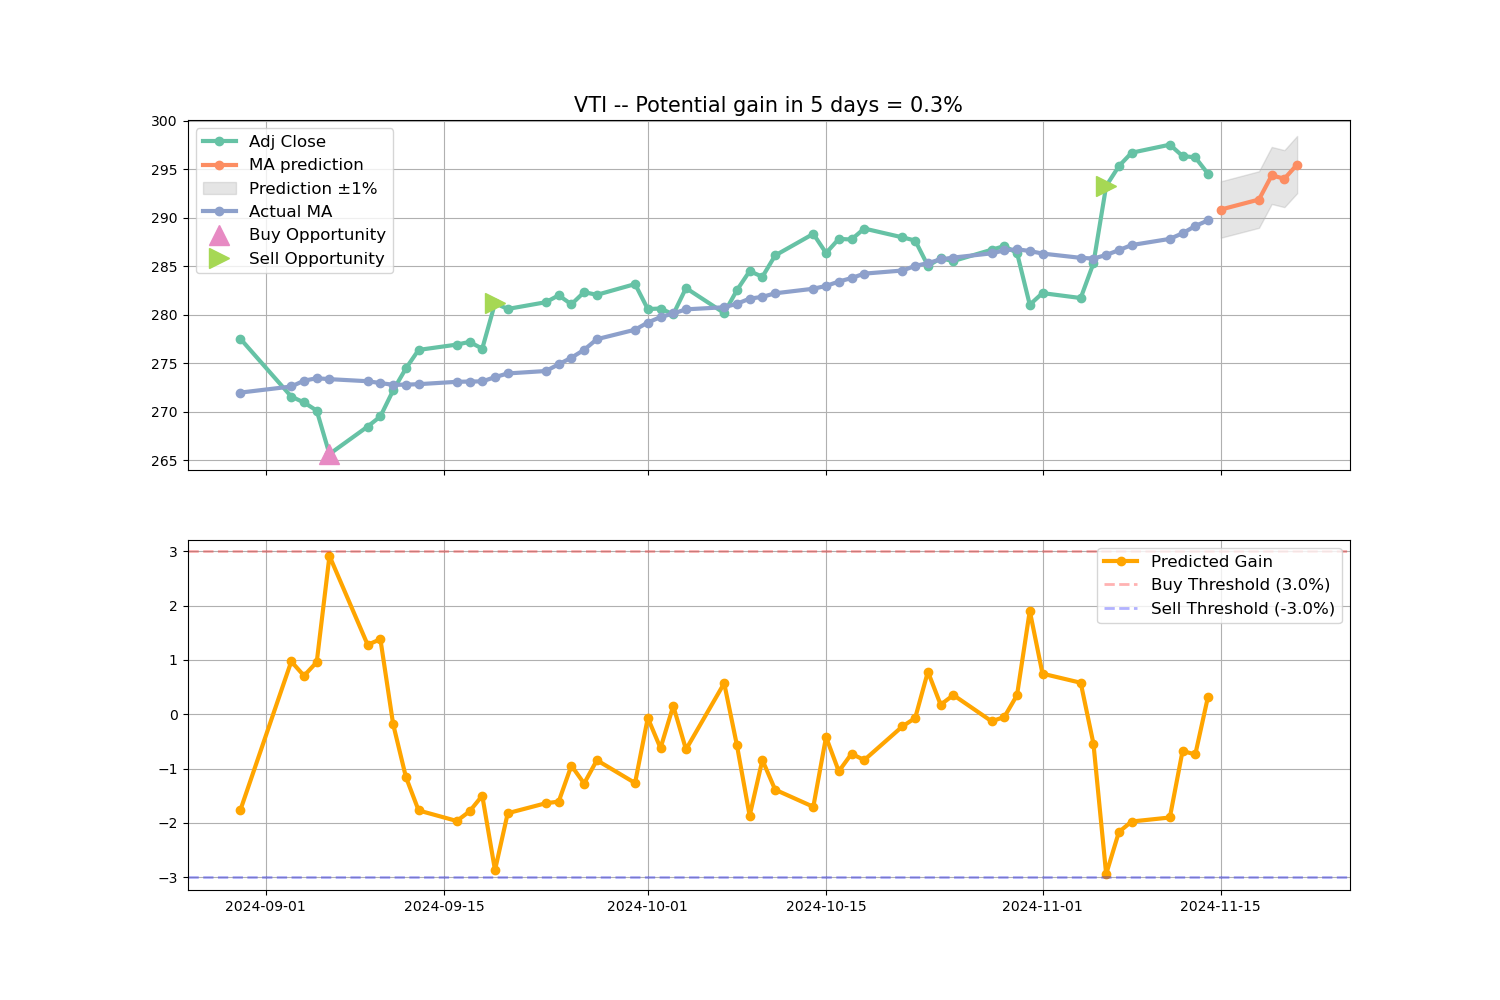 VTI -- Potential gain in 5 days = 0.3%
300
295
290
285
280
275
270
265
Adj Close
MA prediction
Prediction ±1%
Actual MA
Buy Opportunity
Sell Opportunity
3
2
1
0
−1
−2
−3
Predicted Gain
Buy Threshold (3.0%)
Sell Threshold (-3.0%)
2024-09-01 2024-09-15 2024-10-01 2024-10-15 2024-11-01 2024-11-15